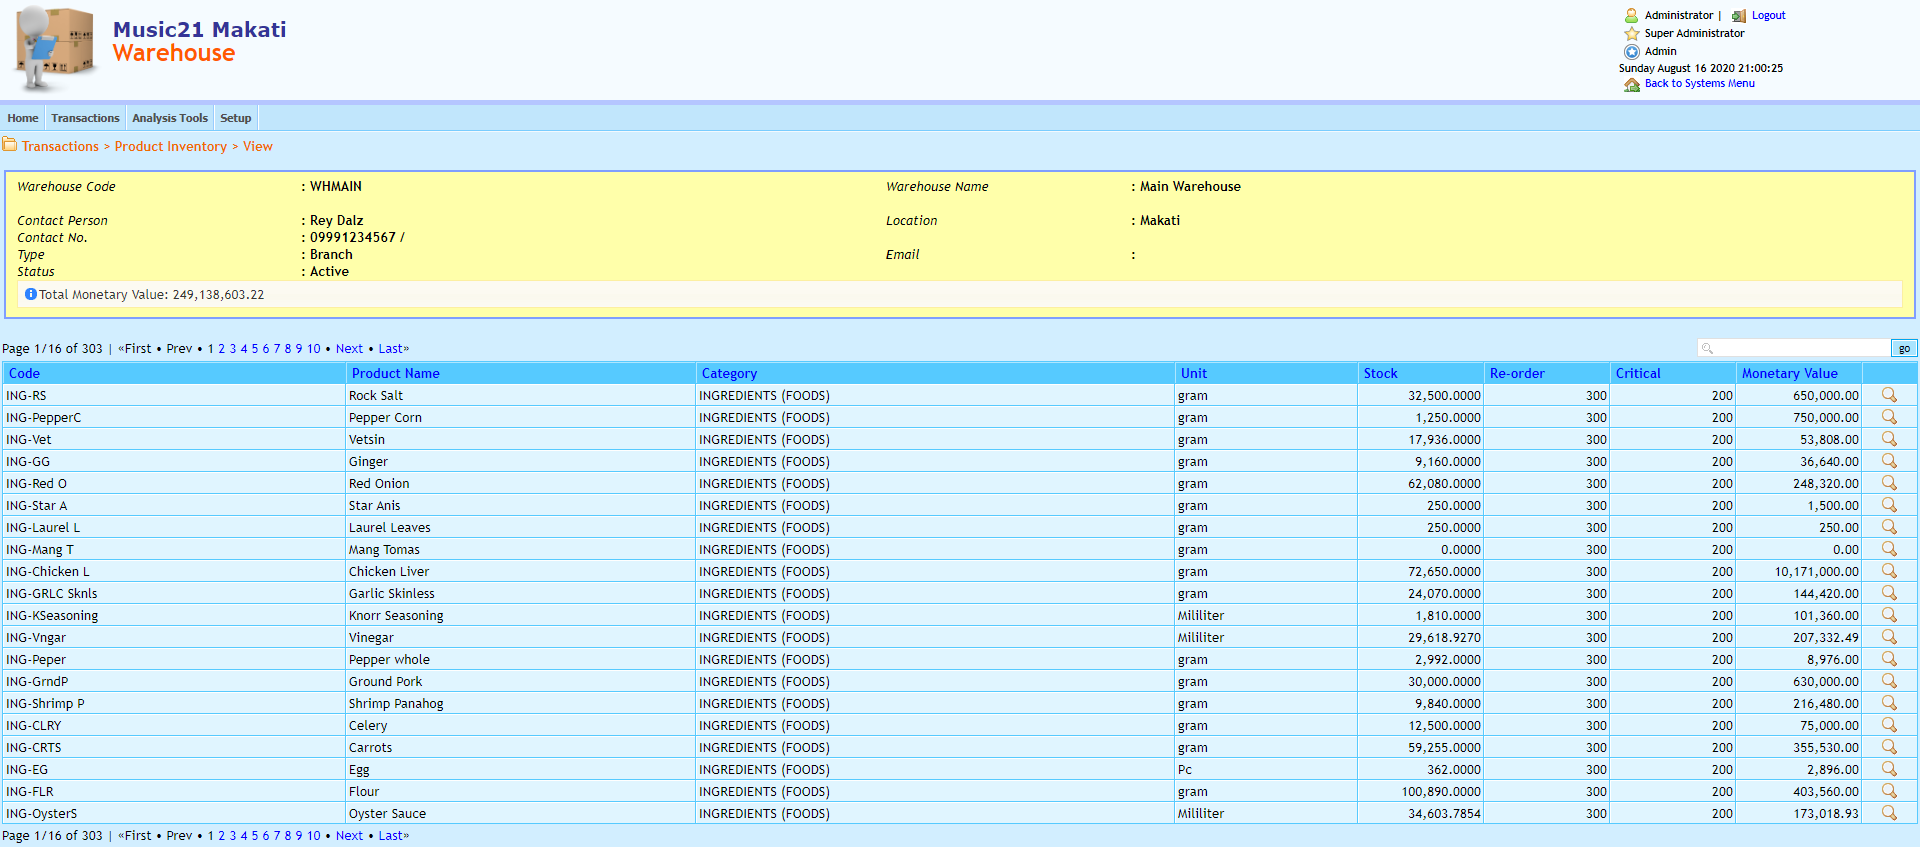 Music21 Makati
Warehouse
Administrator | Logout
Super Administrator
Admin
Sunday August 16 2020 21:00:25
Back to Systems Menu
Home Transactions Analysis Tools Setup
Transactions > Product Inventory > View
Warehouse Code : WHMAIN Warehouse Name : Main Warehouse
Contact Person : Rey Dalz Location : Makati
Contact No. : 09991234567 /
Type : Branch Email :
Status : Active
Total Monetary Value: 249,138,603.22
Page 1/16 of 303 | «First • Prev • 1 2 3 4 5 6 7 8 9 10 • Next • Last» go
Code Product Name Category Unit Stock Re-order Critical Monetary Value
ING-RS Rock Salt INGREDIENTS (FOODS) gram 32,500.0000 300 200 650,000.00
ING-PepperC Pepper Corn INGREDIENTS (FOODS) gram 1,250.0000 300 200 750,000.00
ING-Vet Vetsin INGREDIENTS (FOODS) gram 17,936.0000 300 200 53,808.00
ING-GG Ginger INGREDIENTS (FOODS) gram 9,160.0000 300 200 36,640.00
ING-Red O Red Onion INGREDIENTS (FOODS) gram 62,080.0000 300 200 248,320.00
ING-Star A Star Anis INGREDIENTS (FOODS) gram 250.0000 300 200 1,500.00
ING-Laurel L Laurel Leaves INGREDIENTS (FOODS) gram 250.0000 300 200 250.00
ING-Mang T Mang Tomas INGREDIENTS (FOODS) gram 0.0000 300 200 0.00
ING-Chicken L Chicken Liver INGREDIENTS (FOODS) gram 72,650.0000 300 200 10,171,000.00
ING-GRLC Sknls Garlic Skinless INGREDIENTS (FOODS) gram 24,070.0000 300 200 144,420.00
ING-KSeasoning Knorr Seasoning INGREDIENTS (FOODS) Mililiter 1,810.0000 300 200 101,360.00
ING-Vngar Vinegar INGREDIENTS (FOODS) Mililiter 29,618.9270 300 200 207,332.49
ING-Peper Pepper whole INGREDIENTS (FOODS) gram 2,992.0000 300 200 8,976.00
ING-GrndP Ground Pork INGREDIENTS (FOODS) gram 30,000.0000 300 200 630,000.00
ING-Shrimp P Shrimp Panahog INGREDIENTS (FOODS) gram 9,840.0000 300 200 216,480.00
ING-CLRY Celery INGREDIENTS (FOODS) gram 12,500.0000 300 200 75,000.00
ING-CRTS Carrots INGREDIENTS (FOODS) gram 59,255.0000 300 200 355,530.00
ING-EG Egg INGREDIENTS (FOODS) Pc 362.0000 300 200 2,896.00
ING-FLR Flour INGREDIENTS (FOODS) gram 100,890.0000 300 200 403,560.00
ING-OysterS Oyster Sauce INGREDIENTS (FOODS) Mililiter 34,603.7854 300 200 173,018.93
Page 1/16 of 303 | «First • Prev • 1 2 3 4 5 6 7 8 9 10 • Next • Last»